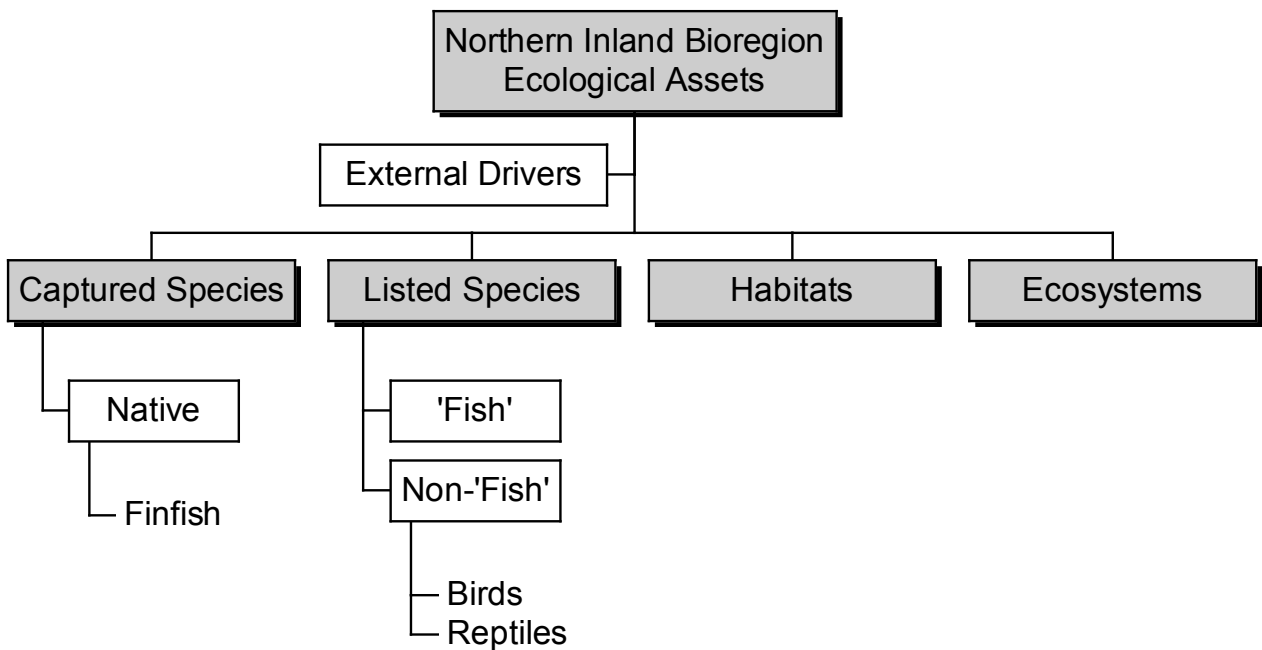 Northern Inland Bioregion
Ecological Assets
External Drivers
Captured Species
Listed Species
Habitats
Ecosystems
Native
'Fish'
Non-'Fish'
Finfish
Birds
Reptiles